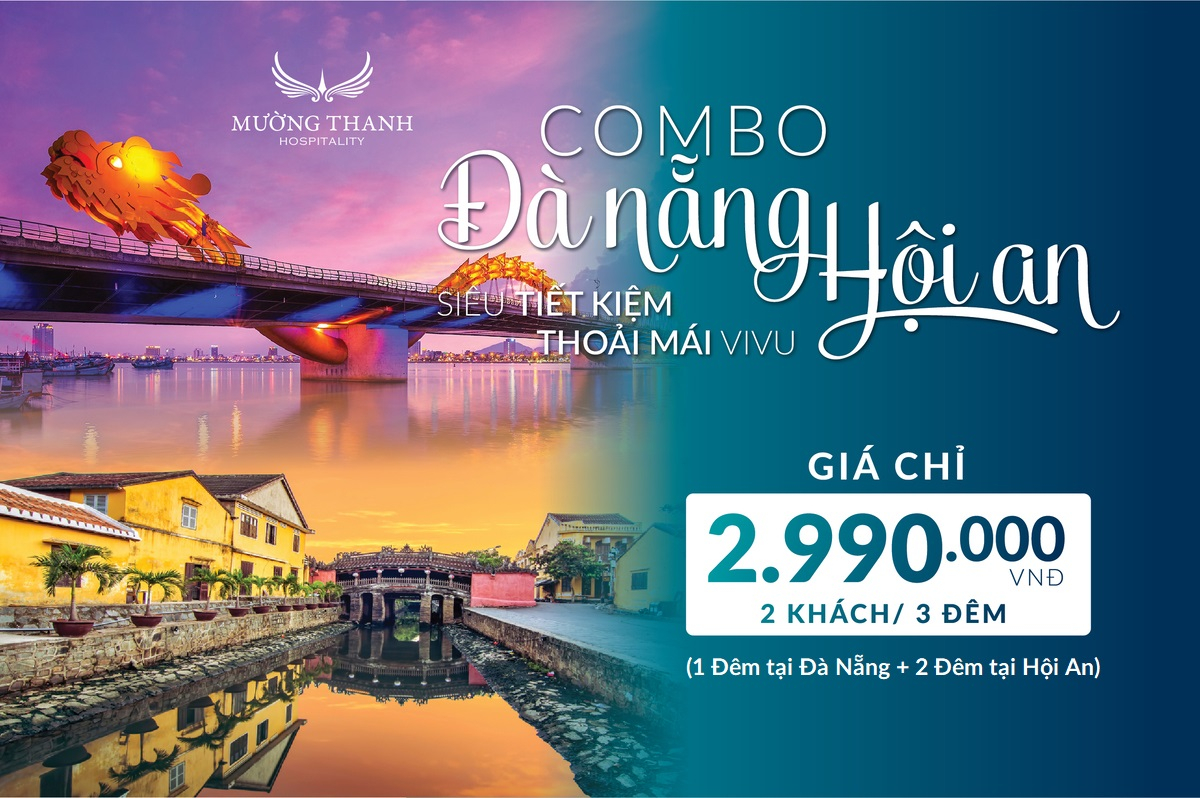 MƯỜNG THANH
HOSPITALITY
COMBO
Đà nẵng
Hội an
SIÊU TIẾT KIỆM
THOẢI MÁI VIVU
GIÁ CHỈ
2.990.000
VNĐ
2 KHÁCH/ 3 ĐÊM
(1 Đêm tại Đà Nẵng + 2 Đêm tại Hội An)